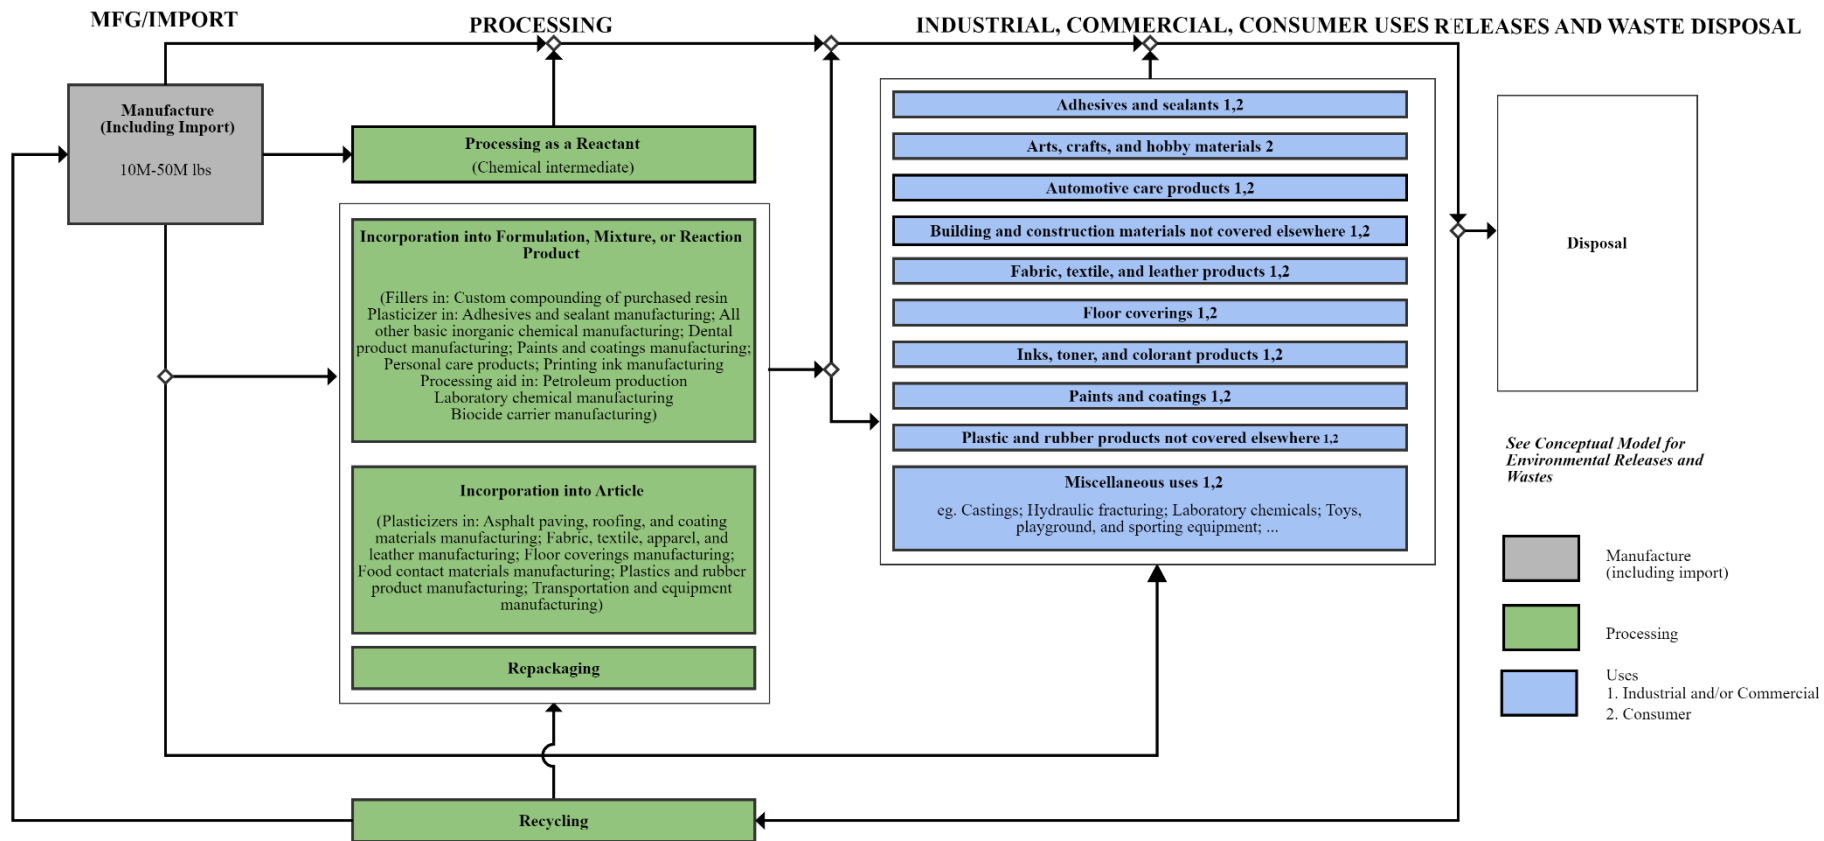 MFG/IMPORT
PROCESSING
INDUSTRIAL, COMMERCIAL, CONSUMER USES
RELEASES AND WASTE DISPOSAL
Manufacture
(Including Import)
10M-50M lbs
Processing as a Reactant
(Chemical intermediate)
Incorporation into Formulation, Mixture, or Reaction
Product
(Fillers in: Custom compounding of purchased resin
Plasticizer in: Adhesives and sealant manufacturing; All
other basic inorganic chemical manufacturing; Dental
product manufacturing; Paints and coatings manufacturing;
Personal care products; Printing ink manufacturing
Processing aid in: Petroleum production
Laboratory chemical manufacturing
Biocide carrier manufacturing)
Incorporation into Article
(Plasticizers in: Asphalt paving, roofing, and coating
materials manufacturing; Fabric, textile, apparel, and
leather manufacturing; Floor coverings manufacturing;
Food contact materials manufacturing; Plastics and rubber
product manufacturing; Transportation and equipment
manufacturing)
Repackaging
Recycling
Adhesives and sealants 1,2
Arts, crafts, and hobby materials 2
Automotive care products 1,2
Building and construction materials not covered elsewhere 1,2
Fabric, textile, and leather products 1,2
Floor coverings 1,2
Inks, toner, and colorant products 1,2
Paints and coatings 1,2
Plastic and rubber products not covered elsewhere 1,2
Miscellaneous uses 1,2
eg. Castings; Hydraulic fracturing; Laboratory chemicals; Toys,
playground, and sporting equipment; ...
Disposal
See Conceptual Model for
Environmental Releases and
Wastes
Manufacture
(including import)
Processing
Uses
1. Industrial and/or Commercial
2. Consumer